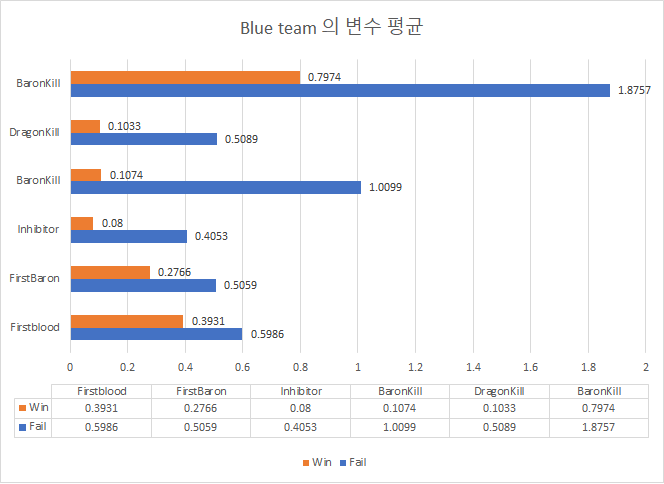 Blue team 의 변수 평균
BaronKill
0.7974
1.8757
DragonKill
0.1033
0.5089
BaronKill
0.1074
1.0099
Inhibitor
0.08
0.4053
FirstBaron
0.2766
0.5059
Firstblood
0.3931
0.5986
0 0.2 0.4 0.6 0.8 1 1.2 1.4 1.6 1.8 2
Firstblood FirstBaron Inhibitor BaronKill DragonKill BaronKill
Win 0.3931 0.2766 0.08 0.1074 0.1033 0.7974
Fail 0.5986 0.5059 0.4053 1.0099 0.5089 1.8757
Win Fail